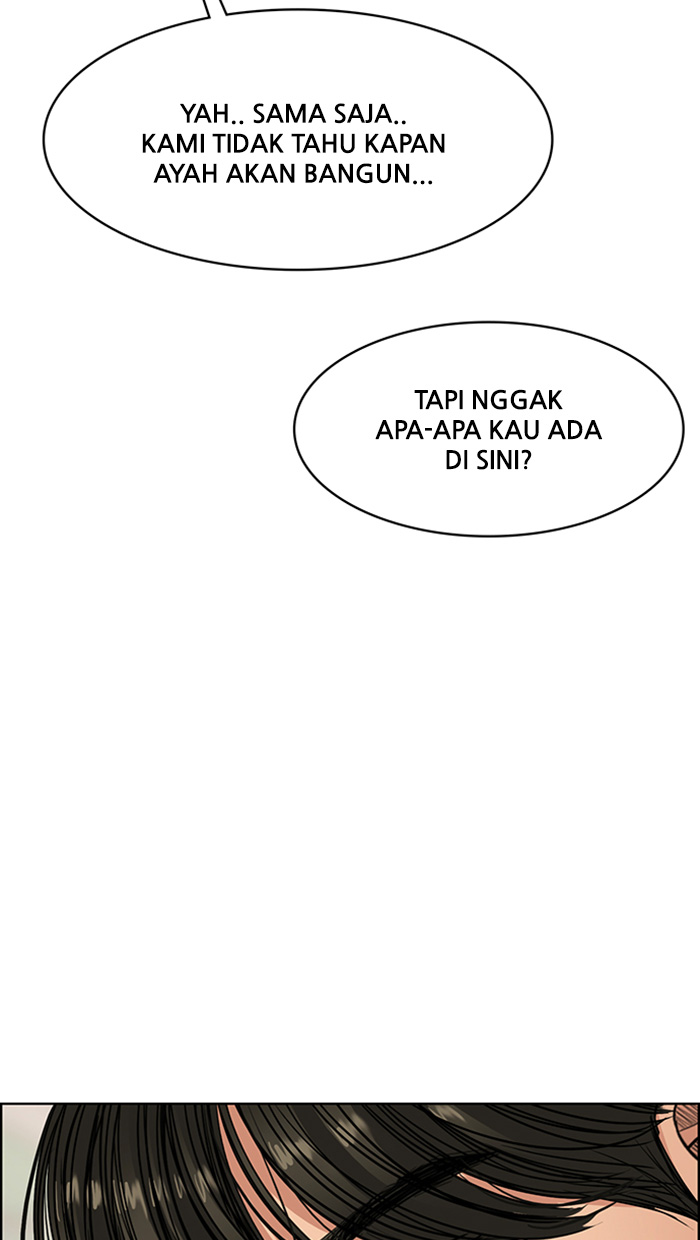 YAH.. SAMA SAJA..
KAMI TIDAK TAHU KAPAN
AYAH AKAN BANGUN...
TAPI NGGAK
APA-APA KAU ADA
DI SINI?